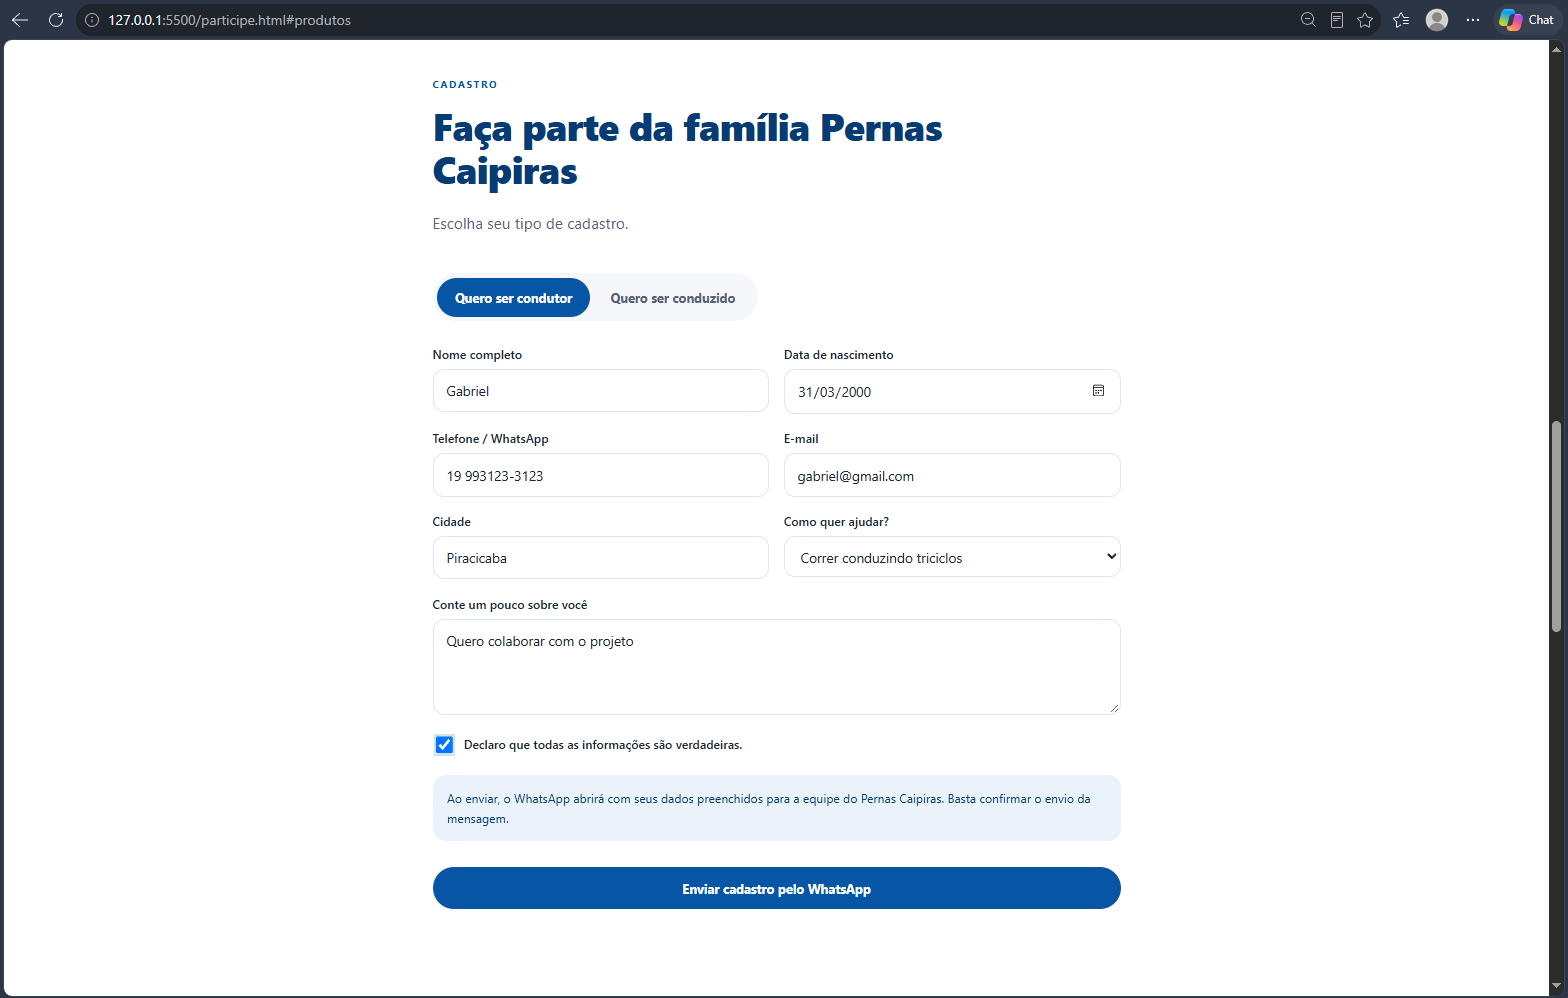 127.0.0.1:5500/participe.html#produtos
Chat
CADASTRO
Faça parte da família Pernas
Caipiras
Escolha seu tipo de cadastro.
Quero ser condutor
Quero ser conduzido
Nome completo
Data de nascimento
Gabriel
31/03/2000
Telefone / WhatsApp
E-mail
19 993123-3123
gabriel@gmail.com
Cidade
Como quer ajudar?
Piracicaba
Correr conduzindo triciclos
Conte um pouco sobre você
Quero colaborar com o projeto
Declaro que todas as informações são verdadeiras.
Ao enviar, o WhatsApp abrirá com seus dados preenchidos para a equipe do Pernas Caipiras. Basta confirmar o envio da
mensagem.
Enviar cadastro pelo WhatsApp